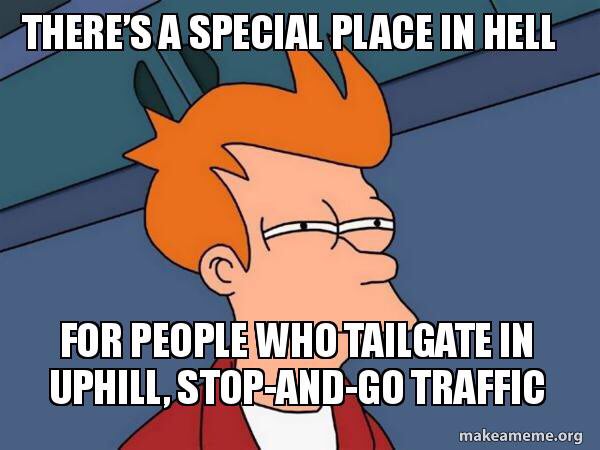 THERE’S A SPECIAL PLACE IN HELL
FOR PEOPLE WHO TAILGATE IN
UPHILL, STOP-AND-GO TRAFFIC
makeameme.org